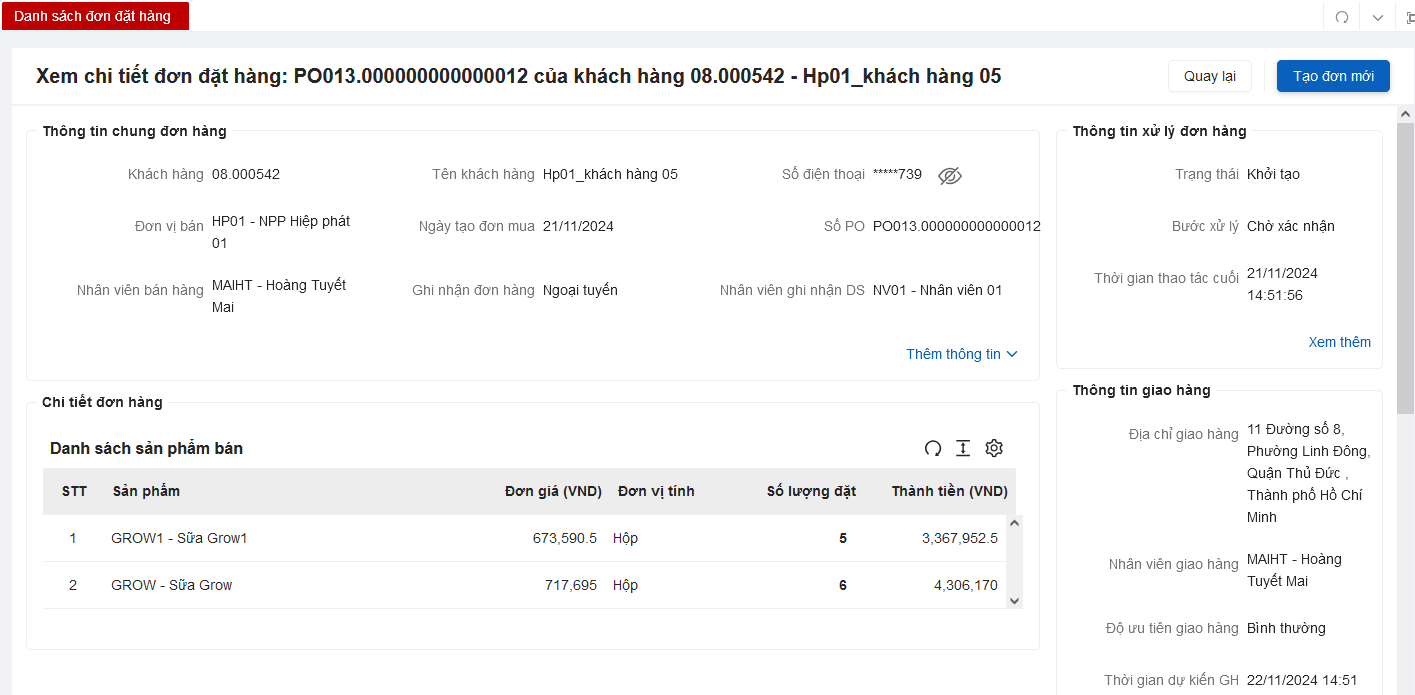 Danh sách đơn đặt hàng
Xem chi tiết đơn đặt hàng: PO013.000000000000012 của khách hàng 08.000542 - Hp01_khách hàng 05
Quay lại
Tạo đơn mới
Thông tin chung đơn hàng
Khách hàng 08.000542
Tên khách hàng Hp01_khách hàng 05
Số điện thoại *****739
Đơn vị bán HP01 - NPP Hiệp phát
01
Ngày tạo đơn mua 21/11/2024
Số PO PO013.000000000000012
Nhân viên bán hàng MAIHT - Hoàng Tuyết
Mai
Ghi nhận đơn hàng Ngoại tuyến
Nhân viên ghi nhận DS NV01 - Nhân viên 01
Thêm thông tin
Chi tiết đơn hàng
Danh sách sản phẩm bán
STT Sản phẩm Đơn giá (VND) Đơn vị tính Số lượng đặt Thành tiền (VND)
1 GROW1 - Sữa Grow1 673,590.5 Hộp 5 3,367,952.5
2 GROW - Sữa Grow 717,695 Hộp 6 4,306,170
Thông tin xử lý đơn hàng
Trạng thái Khởi tạo
Bước xử lý Chờ xác nhận
Thời gian thao tác cuối 21/11/2024
14:51:56
Xem thêm
Thông tin giao hàng
Địa chỉ giao hàng 11 Đường số 8,
Phường Linh Đông,
Quận Thủ Đức ,
Thành phố Hồ Chí
Minh
Nhân viên giao hàng MAIHT - Hoàng
Tuyết Mai
Độ ưu tiên giao hàng Bình thường
Thời gian dự kiến GH 22/11/2024 14:51